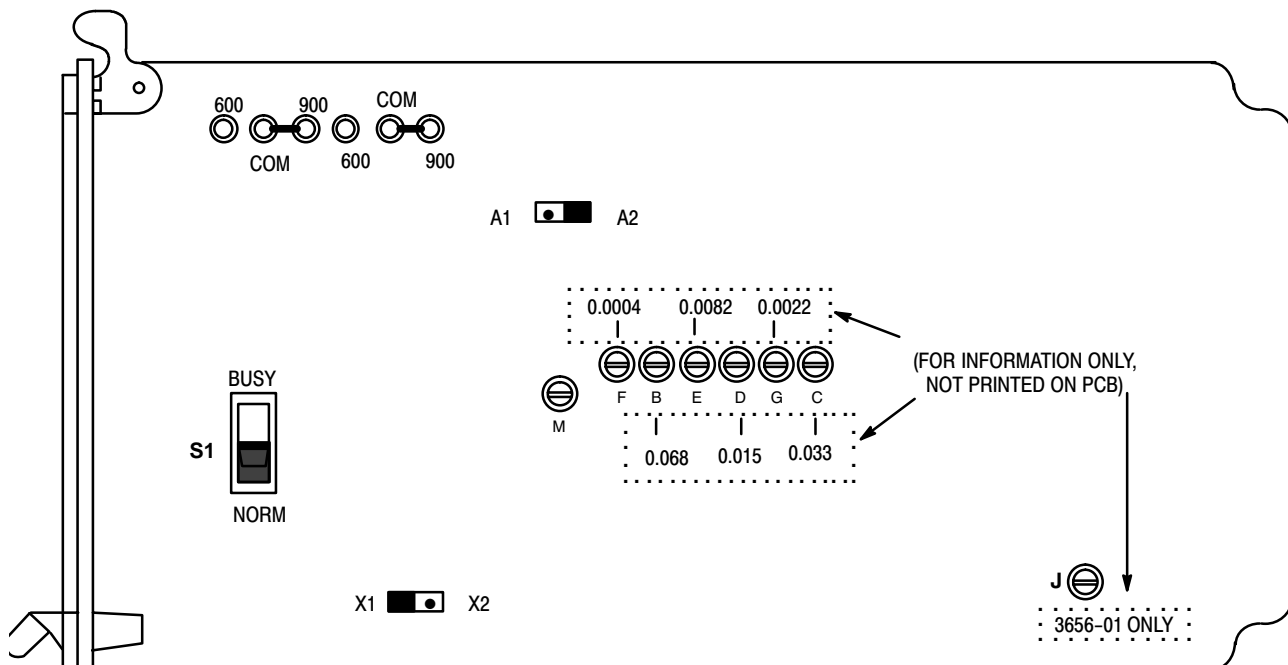 600 900 COM
COM 600 900
A1 A2
0.0004 0.0082 0.0022
(FOR INFORMATION ONLY,
NOT PRINTED ON PCB)
BUSY
F B E D G C
M
S1
0.068 0.015 0.033
NORM
J
X1 X2
3656-01 ONLY